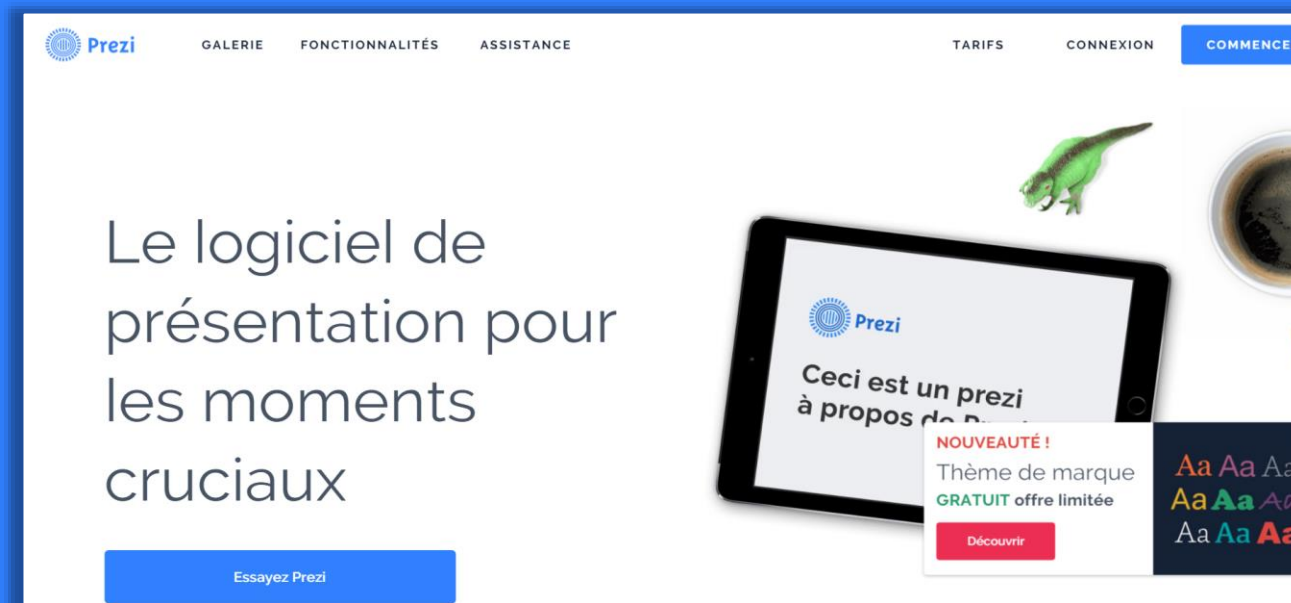 Prezi
GALERIE
FONCTIONNALITÉS
ASSISTANCE
TARIFS
CONNEXION
COMMENCE
Le logiciel de
présentation pour
les moments
cruciaux
Essayez Prezi
Prezi
Ceci est un prezi
à propos de
NOUVEAUTÉ !
Thème de marque
GRATUIT offre limitée
Découvrir
Aa Aa Aa
Aa Aa Aa
Aa Aa Aa